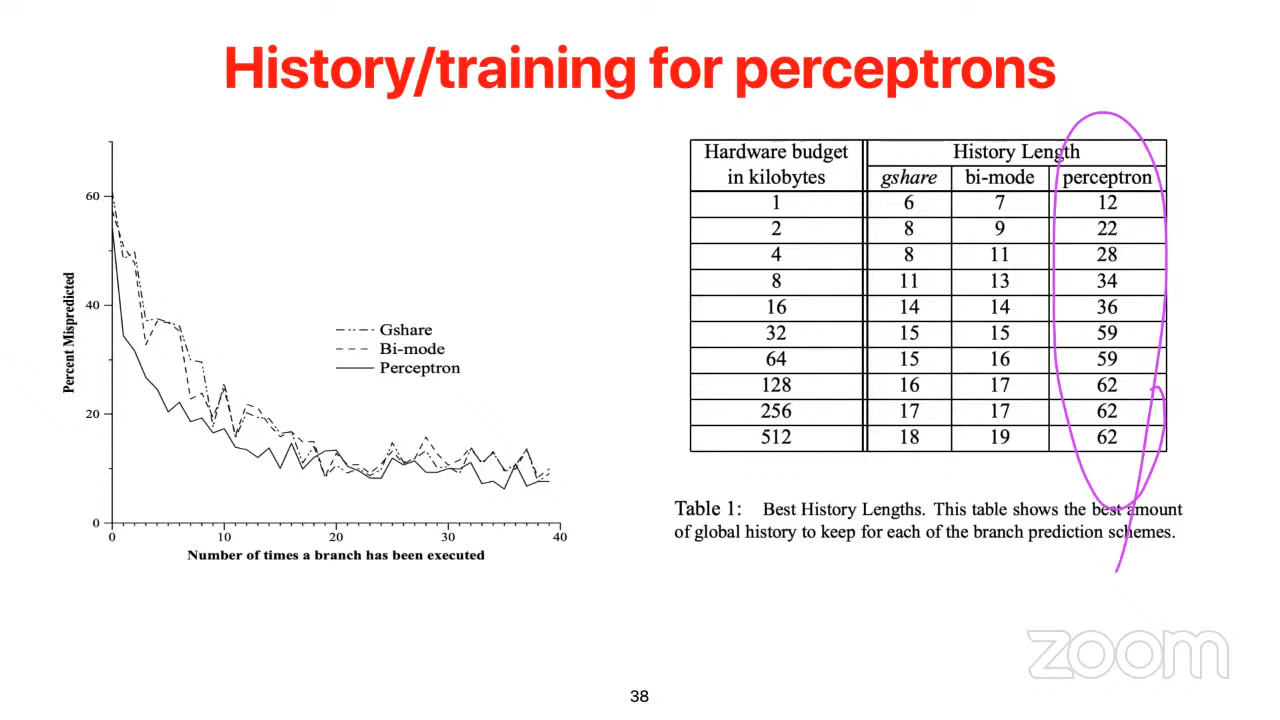 History/training for perceptrons
60
40
20
0
Percent Mispredicted
Gshare
Bi-mode
Perceptron
0 10 20 30 40
Number of times a branch has been executed
Hardware budget in kilobytes History Length
gshare bi-mode perceptron
1 6 7 12
2 8 9 22
4 8 11 28
8 11 13 34
16 14 14 36
32 15 15 59
64 15 16 59
128 16 17 62
256 17 17 62
512 18 19 62
Table 1: Best History Lengths. This table shows the best amount
of global history to keep for each of the branch prediction schemes.
zoom
38